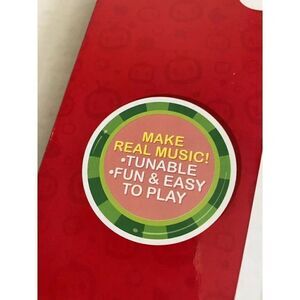 MAKE
REAL MUSIC!
•TUNABLE
•FUN & EASY
TO PLAY